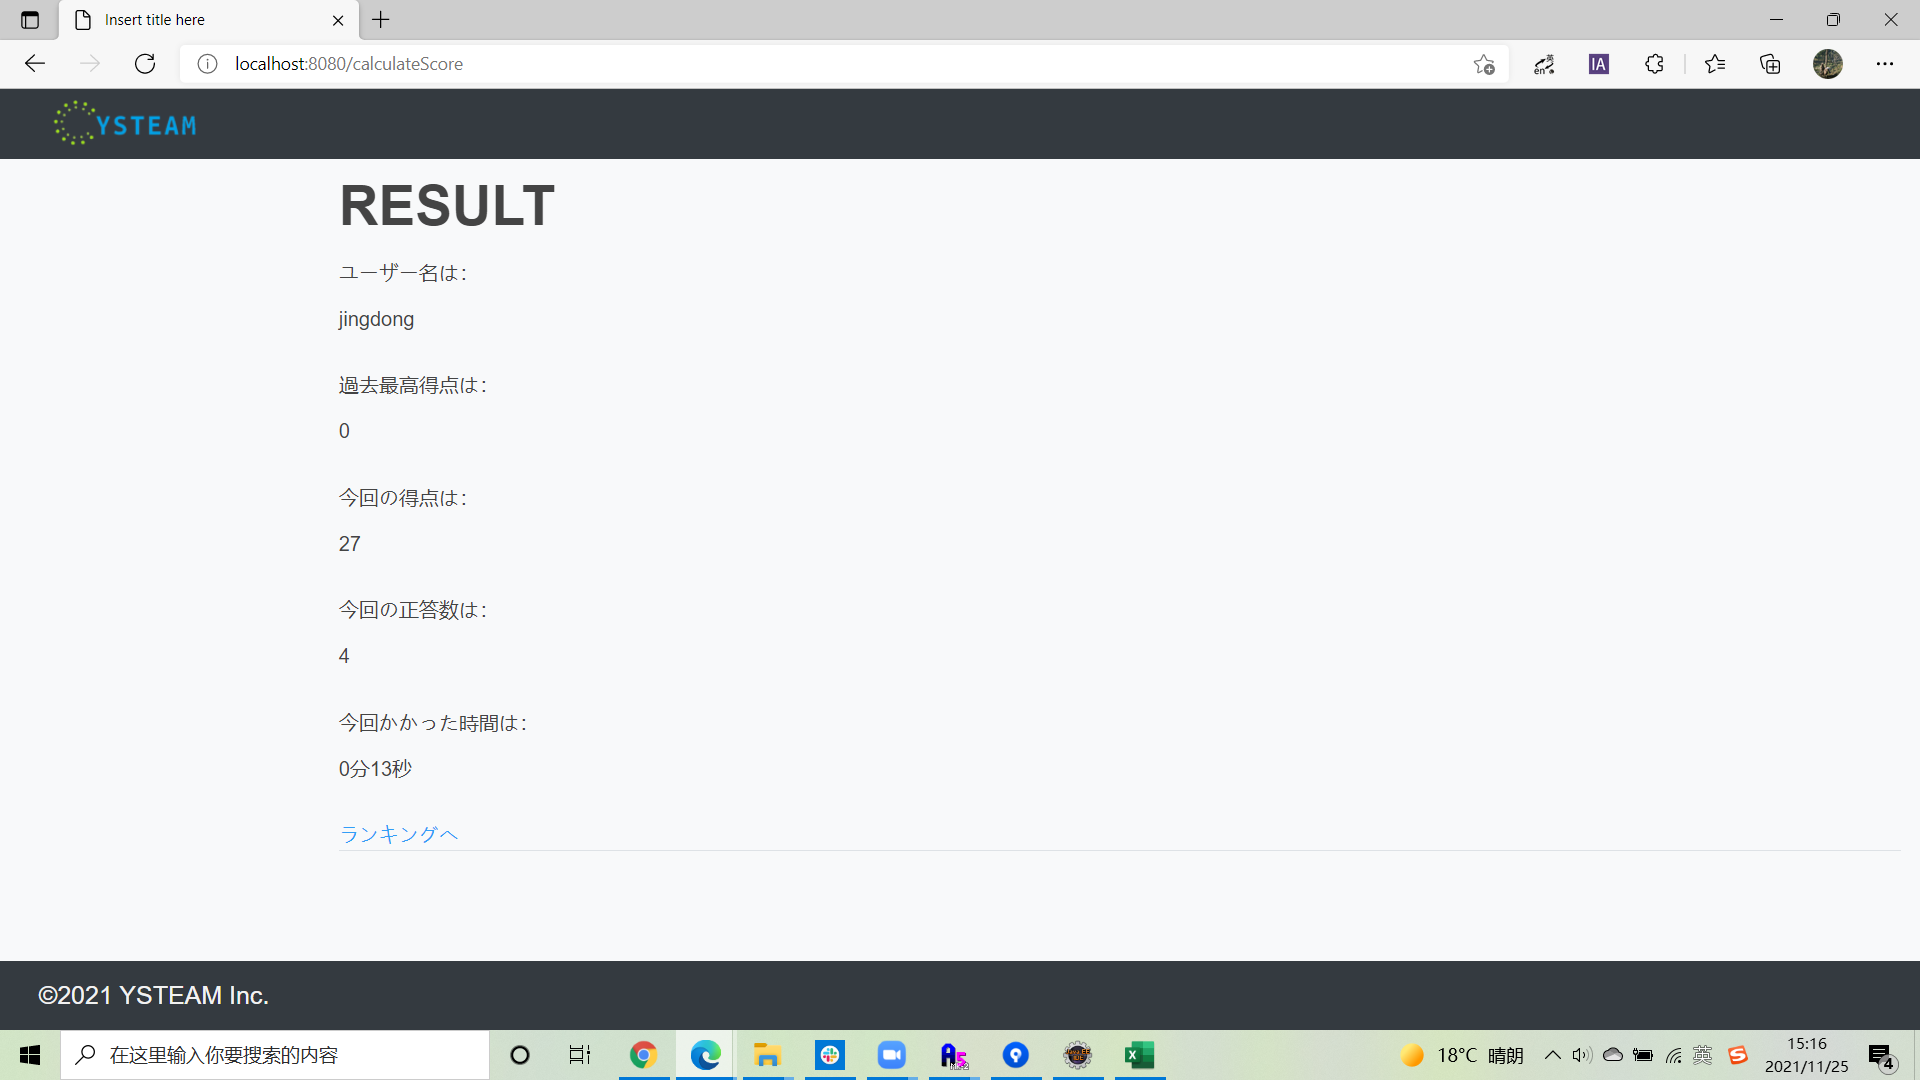 Insert title here
localhost:8080/calculateScore
en 英
IA
YSTEAM
RESULT
ユーザー名は：
jingdong
過去最高得点は：
0
今回の得点は：
27
今回の正答数は：
4
今回かかった時間は：
0分13秒
ランキングへ
©2021 YSTEAM Inc.
在这里输入你要搜索的内容
18°C 晴朗
英
15:16
2021/11/25
4